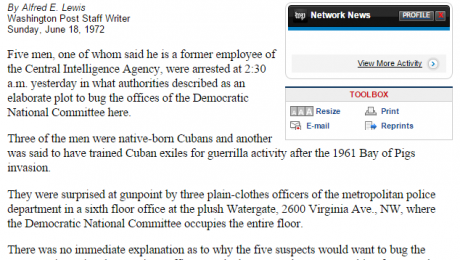 By Alfred E. Lewis
Washington Post Staff Writer
Sunday, June 18, 1972
Five men, one of whom said he is a former employee of
the Central Intelligence Agency, were arrested at 2:30
a.m. yesterday in what authorities described as an
elaborate plot to bug the offices of the Democratic
National Committee here.
Three of the men were native-born Cubans and another
was said to have trained Cuban exiles for guerrilla activity after the 1961 Bay of Pigs
invasion.
They were surprised at gunpoint by three plain-clothes officers of the metropolitan police
department in a sixth floor office at the plush Watergate, 2600 Virginia Ave., NW, where
the Democratic National Committee occupies the entire floor.
There was no immediate explanation as to why the five suspects would want to bug the
Network News PROFILE X
View More Activity
TOOLBOX
AAA Resize Print
E-mail Reprints